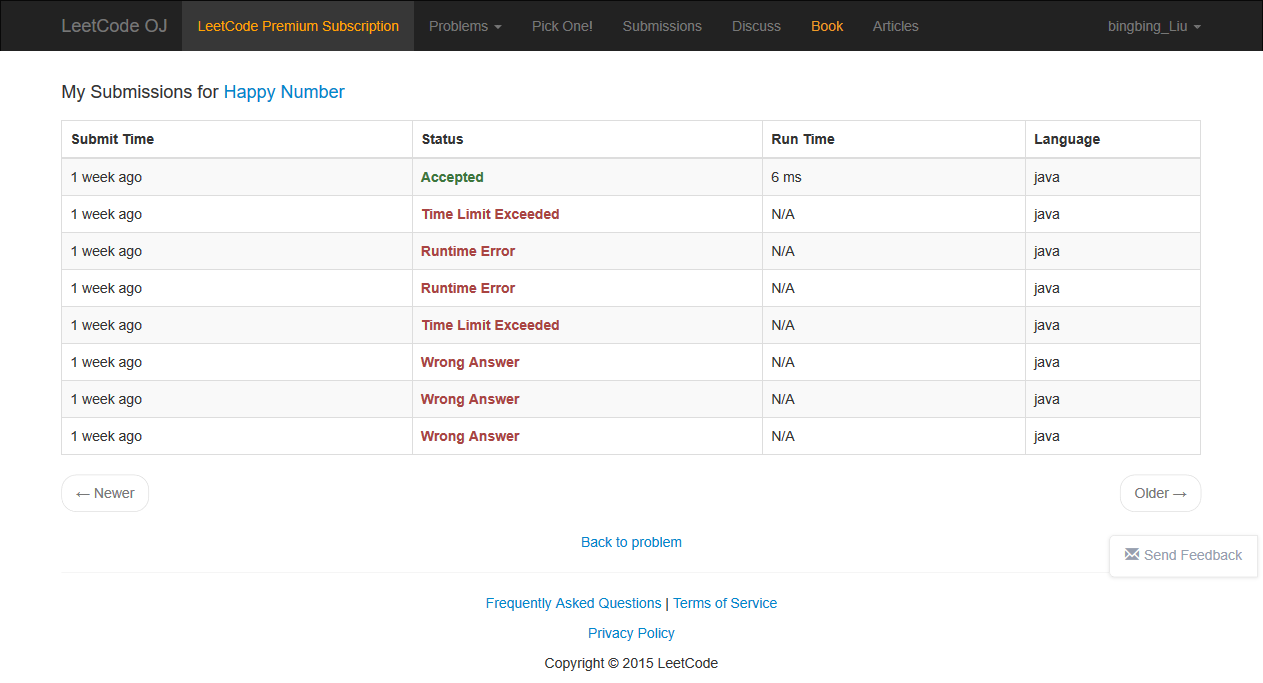 LeetCode OJ LeetCode Premium Subscription Problems Pick One! Submissions Discuss Book Articles bingbing_Liu
My Submissions for Happy Number
Submit Time Status Run Time Language
1 week ago Accepted 6 ms java
1 week ago Time Limit Exceeded N/A java
1 week ago Runtime Error N/A java
1 week ago Runtime Error N/A java
1 week ago Time Limit Exceeded N/A java
1 week ago Wrong Answer N/A java
1 week ago Wrong Answer N/A java
1 week ago Wrong Answer N/A java
← Newer Older →
Back to problem
Send Feedback
Frequently Asked Questions | Terms of Service
Privacy Policy
Copyright © 2015 LeetCode